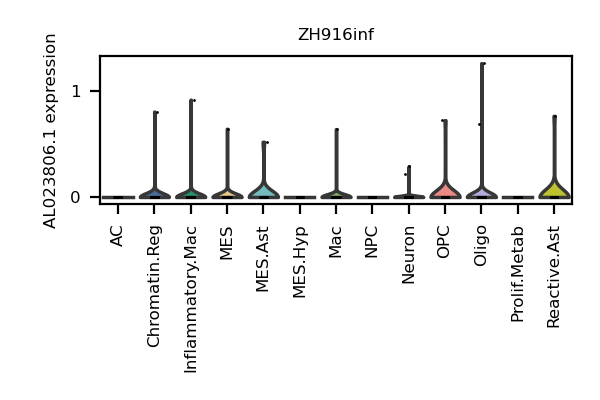 ZH916inf
AL023806.1 expression
1
0
AC
Chromatin.Reg
Inflammatory.Mac
MES
MES.Ast
MES.Hyp
Mac
NPC
Neuron
OPC
Oligo
Prolif.Metab
Reactive.Ast